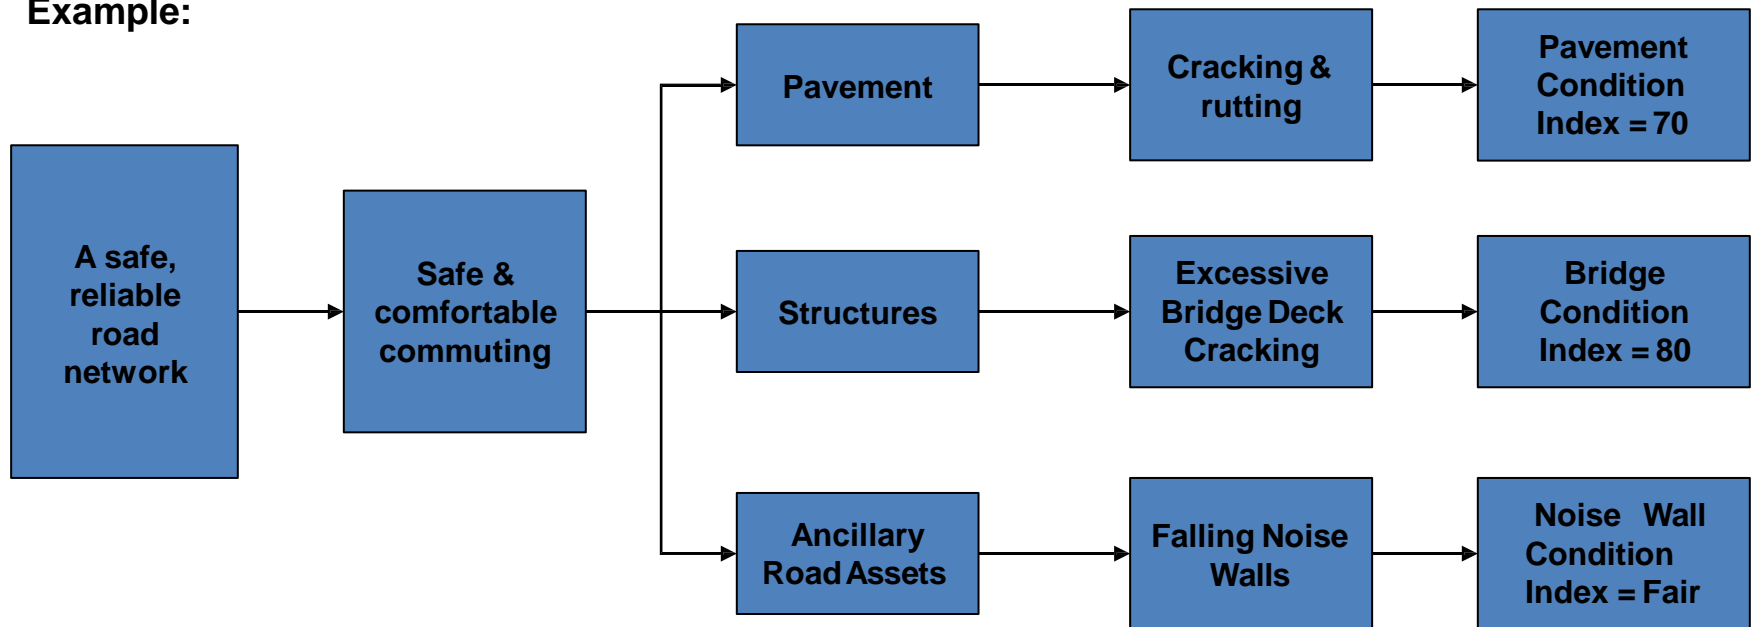 Example:
A safe,
reliable
road
network
Safe &
comfortable
commuting
Pavement
Cracking &
rutting
Pavement
Condition
Index = 70
Structures
Excessive
Bridge Deck
Cracking
Bridge
Condition
Index = 80
Ancillary
Road Assets
Falling Noise
Walls
Noise Wall
Condition
Index = Fair